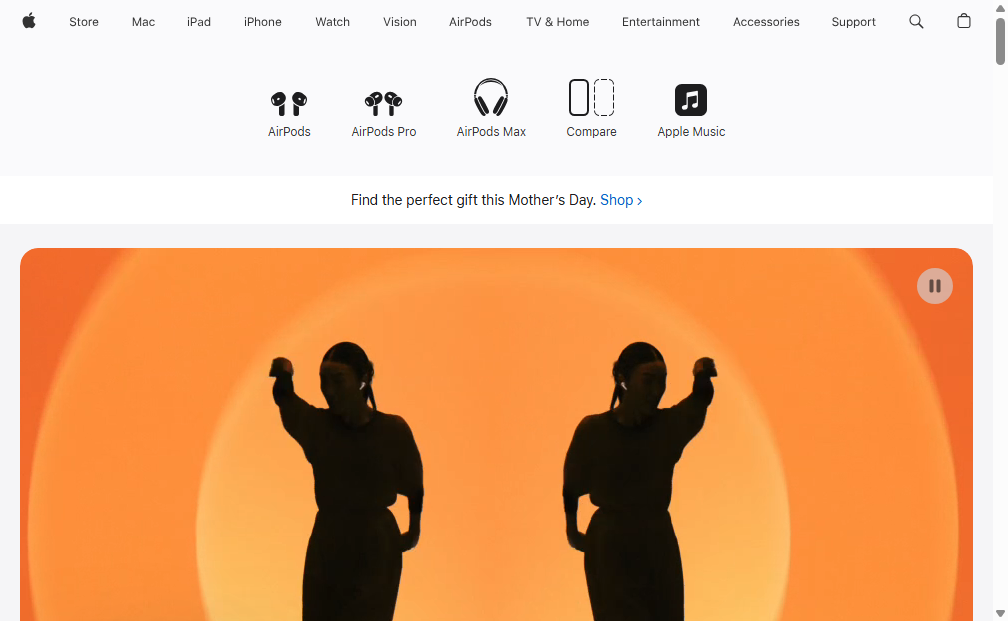 Store Mac iPad iPhone Watch Vision AirPods TV & Home Entertainment Accessories Support
AirPods AirPods Pro AirPods Max Compare Apple Music
Find the perfect gift this Mother's Day. Shop >